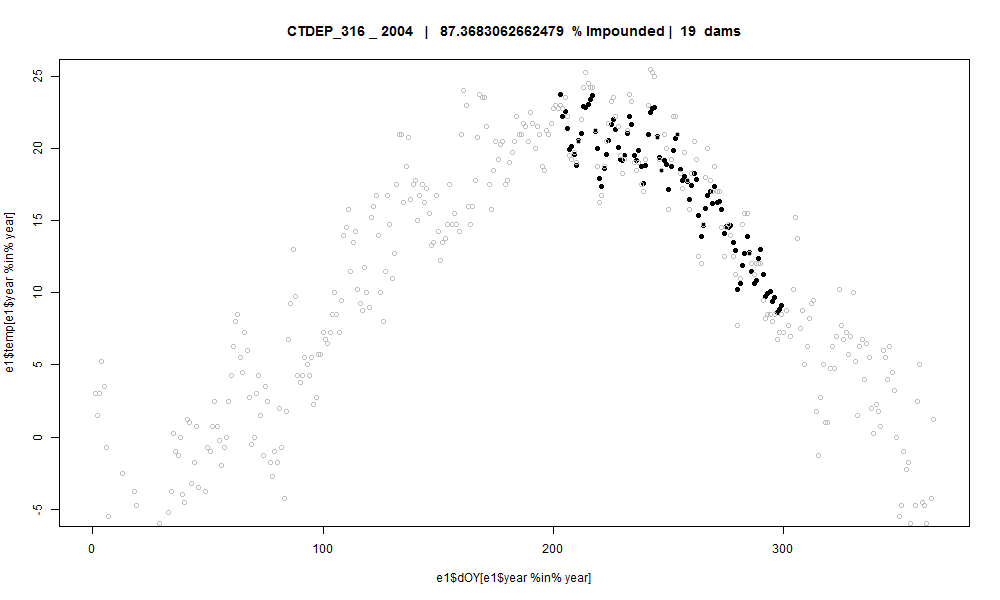 CTDEP_316 _ 2004 | 87.3683062662479 % Impounded | 19 dams
e1$temp[e1$year %in% year]
25
20
15
10
5
0
-5
0 100 200 300
e1$dOY[e1$year %in% year]